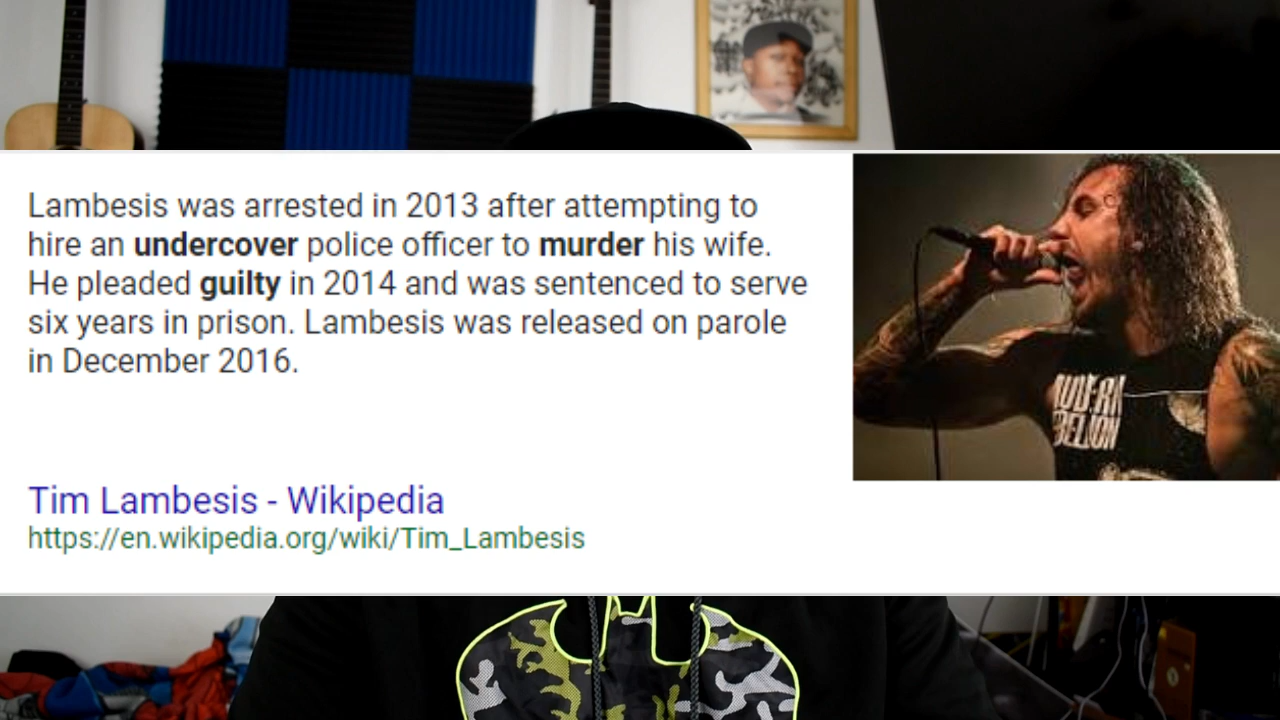 Lambesis was arrested in 2013 after attempting to
hire an undercover police officer to murder his wife.
He pleaded guilty in 2014 and was sentenced to serve
six years in prison. Lambesis was released on parole
in December 2016.
Tim Lambesis - Wikipedia
https://en.wikipedia.org/wiki/Tim_Lambesis